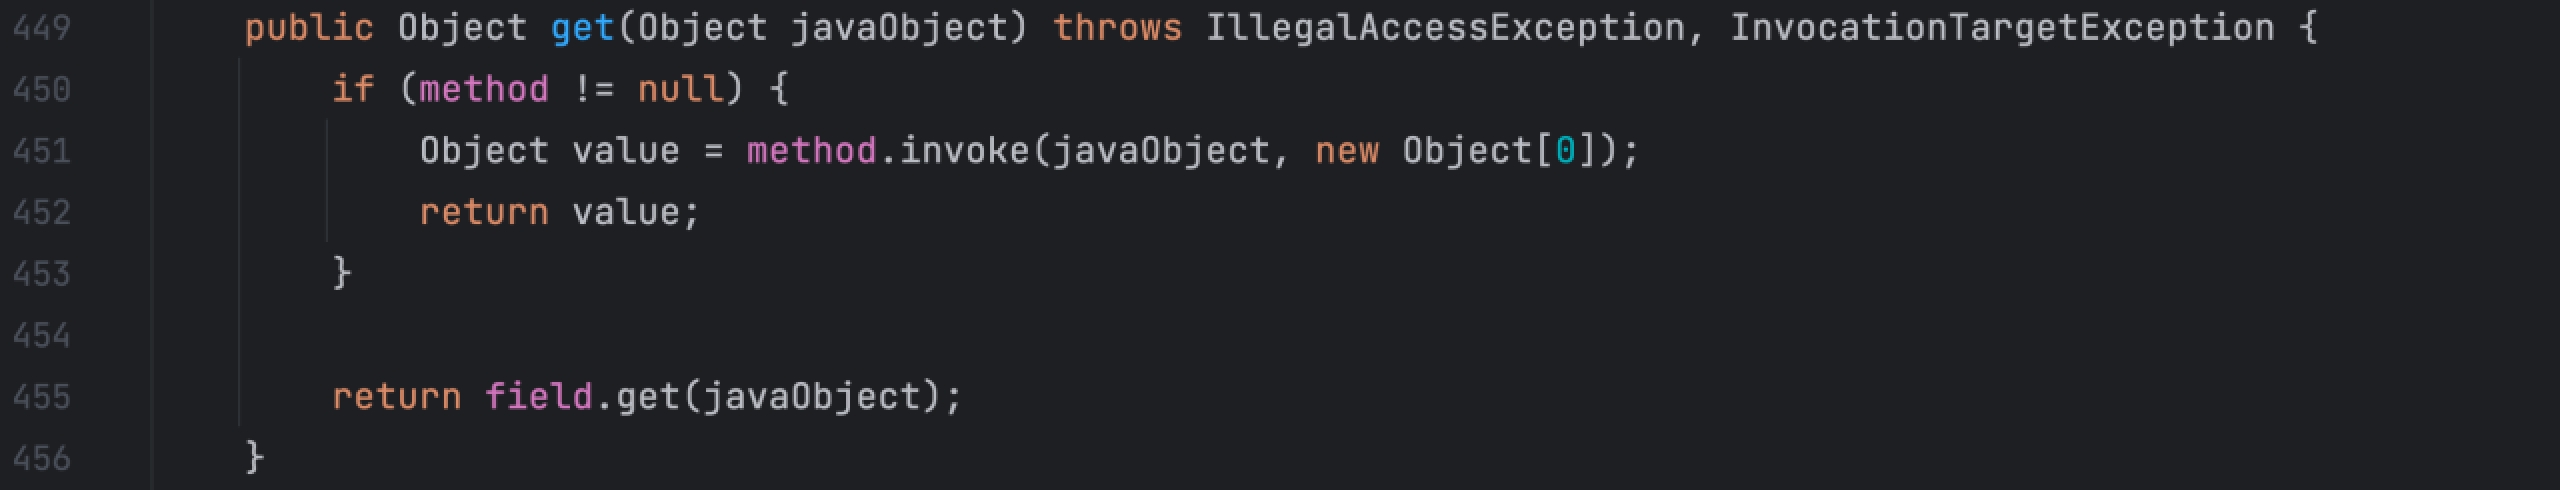 449 public Object get(Object javaObject) throws IllegalAccessException, InvocationTargetException {
450 if (method != null) {
451 Object value = method.invoke(javaObject, new Object[0]);
452 return value;
453 }
454
455 return field.get(javaObject);
456 }